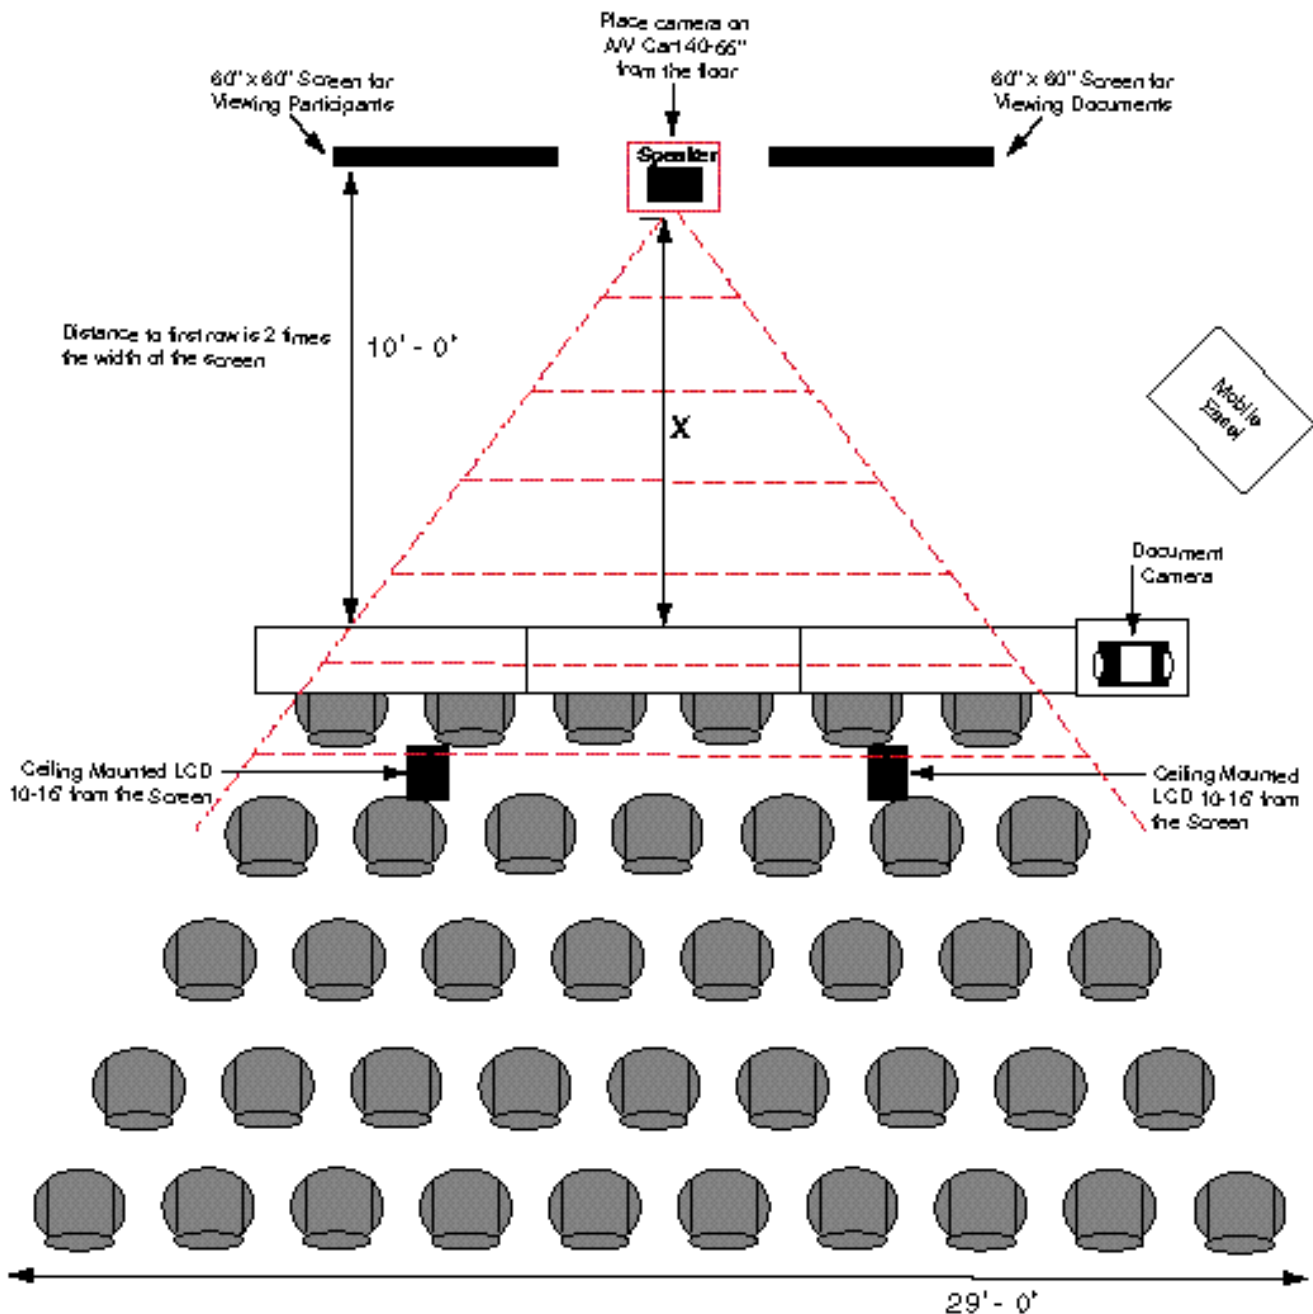 Place camera on
A/V Cart 40-66"
from the floor
60" x 60" Screen for
Viewing Participants
60" x 60" Screen for
Viewing Documents
Speaker
Distance to first row is 2 times
the width of the screen
10' - 0"
X
Mobile
Easel
Document
Camera
Ceiling Mounted LCD
10-16' from the Screen
Ceiling Mounted
LCD 10-16' from
the Screen
29' - 0"